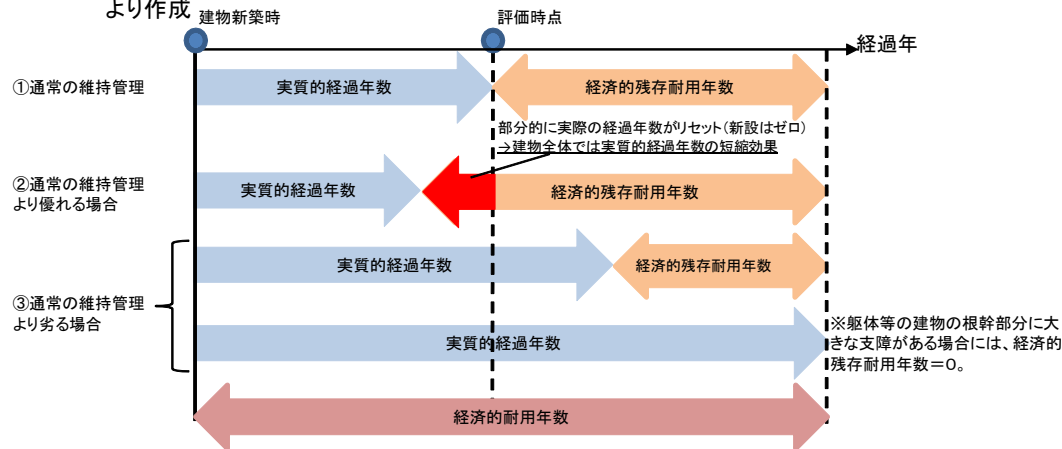 より作成
建物新築時
評価時点
経過年
①通常の維持管理
実質的経過年数
経済的残存耐用年数
部分的に実際の経過年数がリセット(新設はゼロ)
→建物全体では実質的経過年数の短縮効果
②通常の維持管理
より優れる場合
実質的経過年数
経済的残存耐用年数
実質的経過年数
経済的残存耐用年数
③通常の維持管理
より劣る場合
実質的経過年数
※躯体等の建物の根幹部分に大
きな支障がある場合には、経済的
残存耐用年数=0。
経済的耐用年数